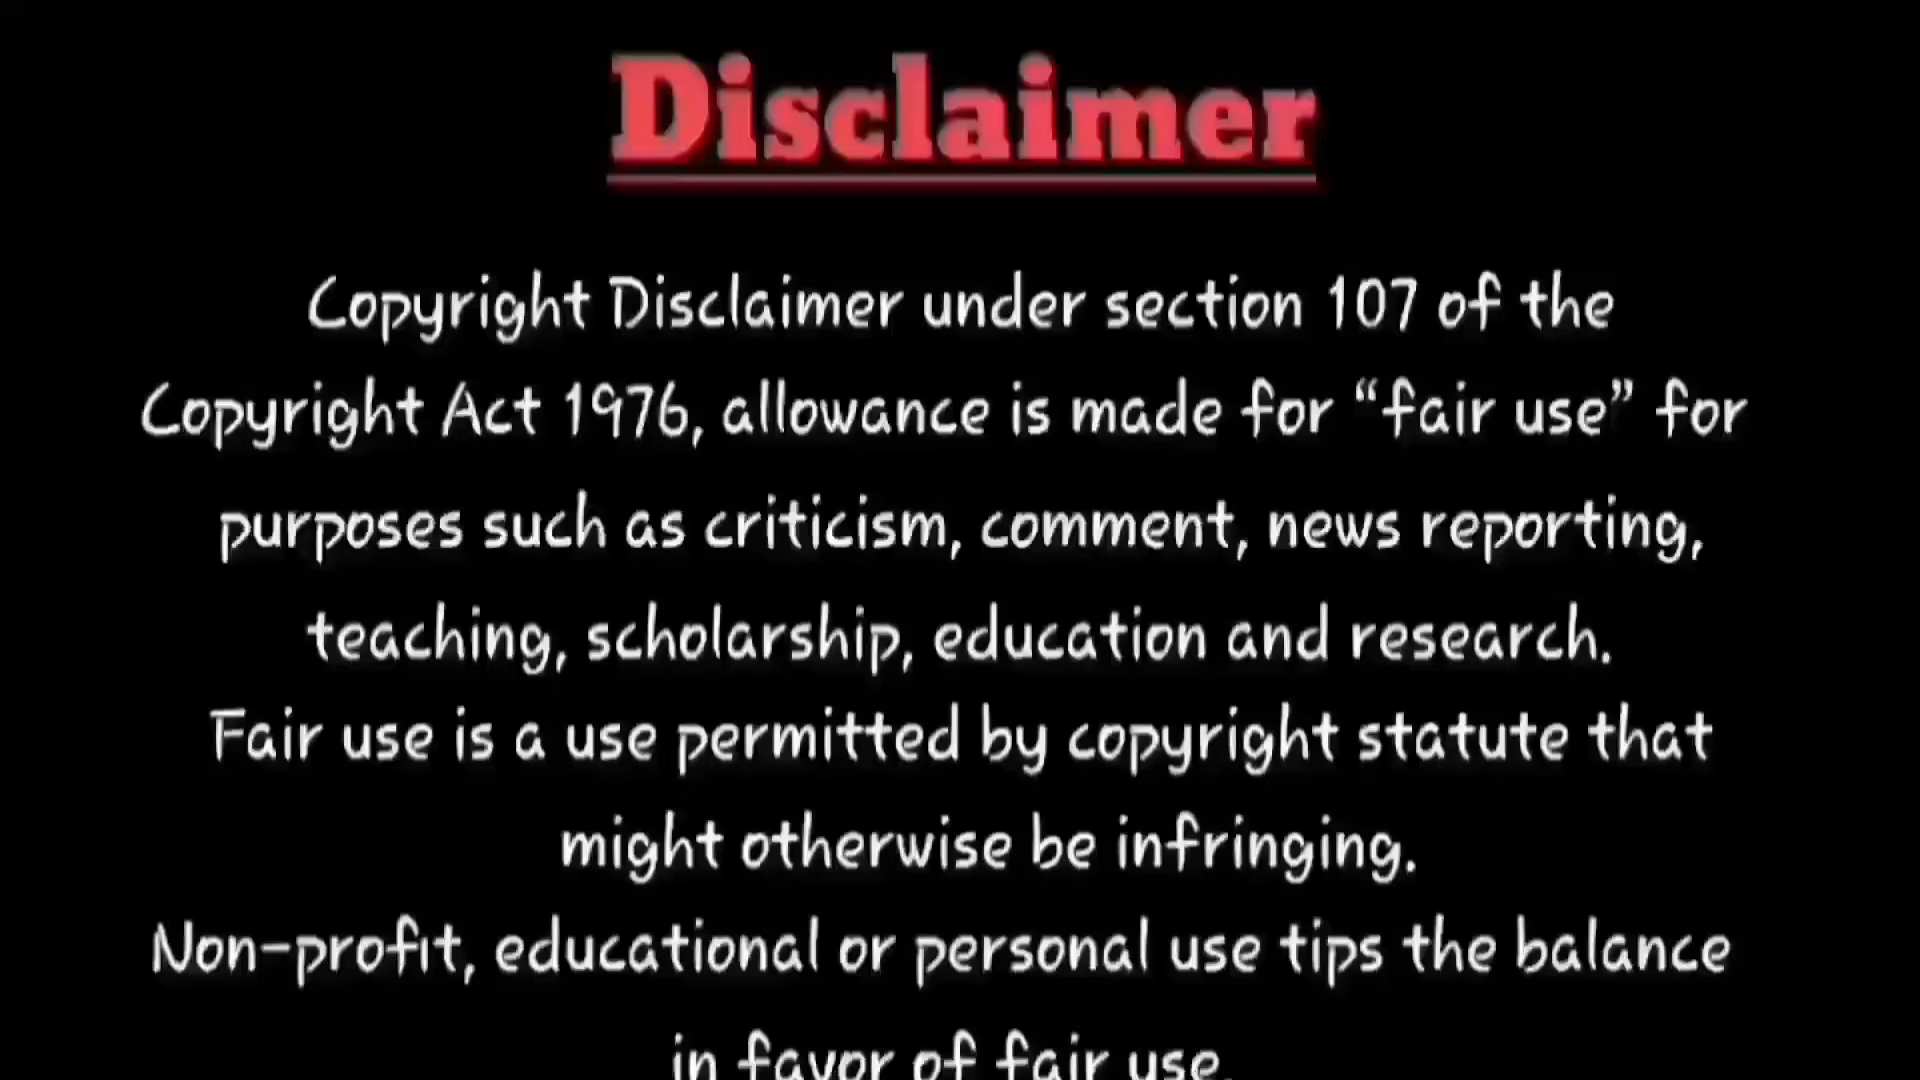 Disclaimer
Copyright Disclaimer under section 107 of the
Copyright Act 1976, allowance is made for “fair use” for
purposes such as criticism, comment, news reporting,
teaching, scholarship, education and research.
Fair use is a use permitted by copyright statute that
might otherwise be infringing.
Non-profit, educational or personal use tips the balance
in favor of fair use.